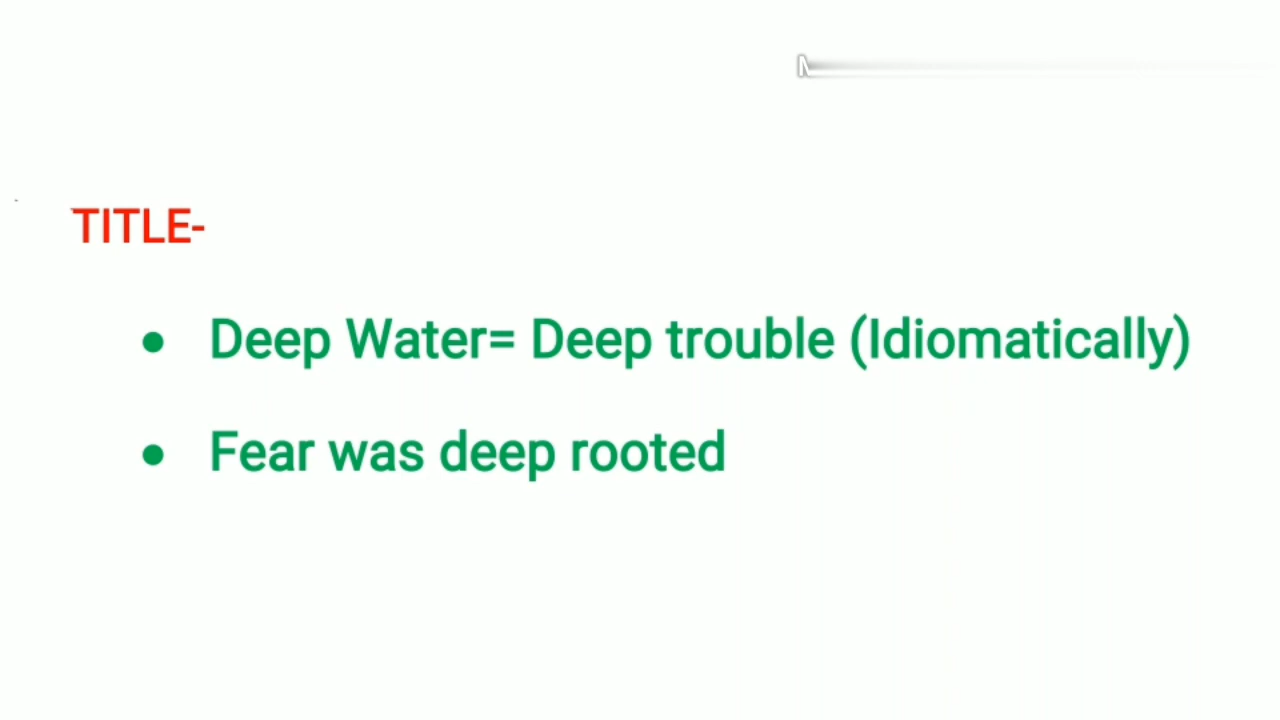 TITLE-
● Deep Water= Deep trouble (Idiomatically)
● Fear was deep rooted